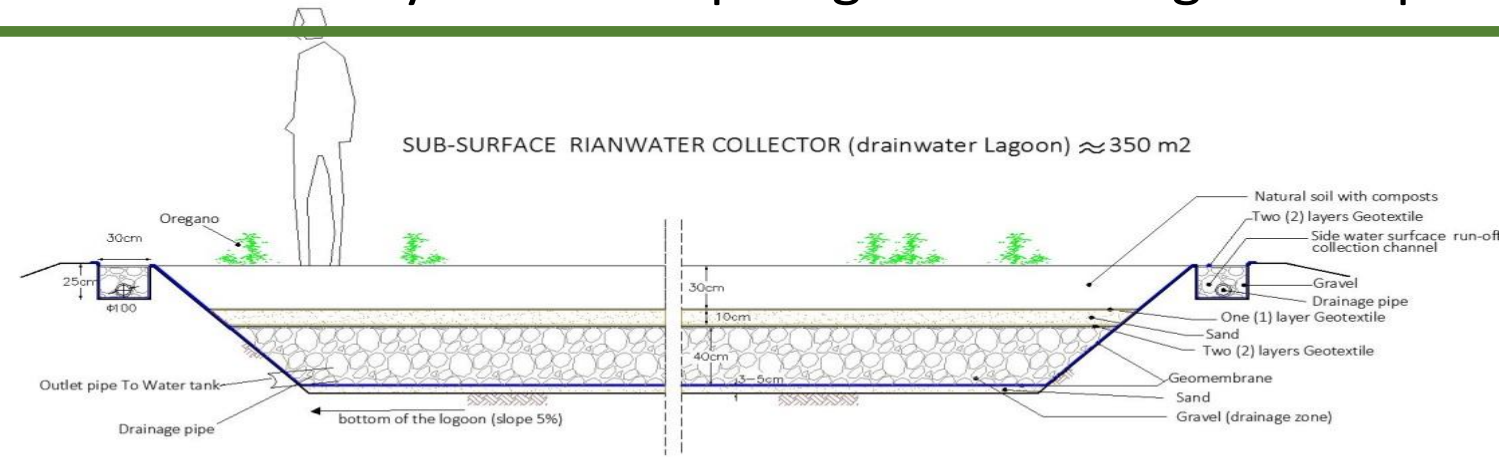 SUB-SURFACE RIANWATER COLLECTOR (drainwater Lagoon) ≈350 m2
Oregano
30cm
25cm
Φ100
Outlet pipe To Water tank
Drainage pipe
bottom of the logoon (slope 5%)
30cm
10cm
40cm
3-5cm
Natural soil with composts
Two (2) layers Geotextile
Side water surfcace run-off
collection channel
Gravel
Drainage pipe
One (1) layer Geotextile
Sand
Two (2) layers Geotextile
Geomembrane
Sand
Gravel (drainage zone)